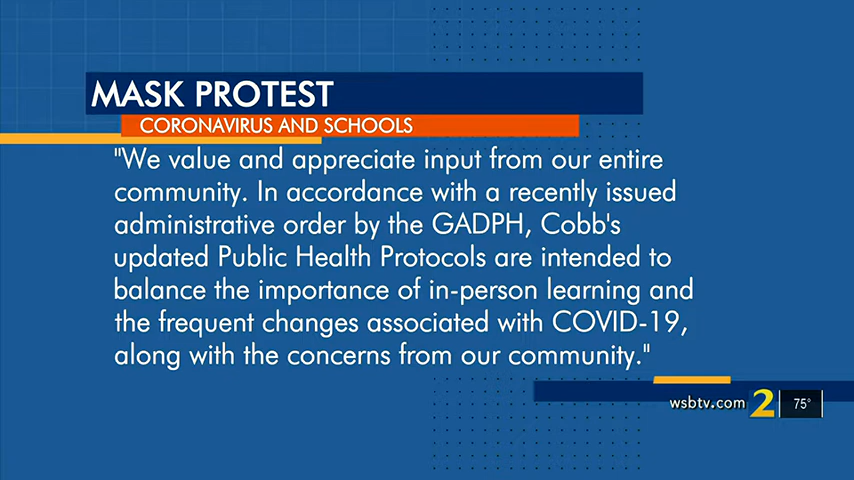 MASK PROTEST
CORONAVIRUS AND SCHOOLS
"We value and appreciate input from our entire
community. In accordance with a recently issued
administrative order by the GADPH, Cobb's
updated Public Health Protocols are intended to
balance the importance of in-person learning and
the frequent changes associated with COVID-19,
along with the concerns from our community."
wsbtv.com 2 75°